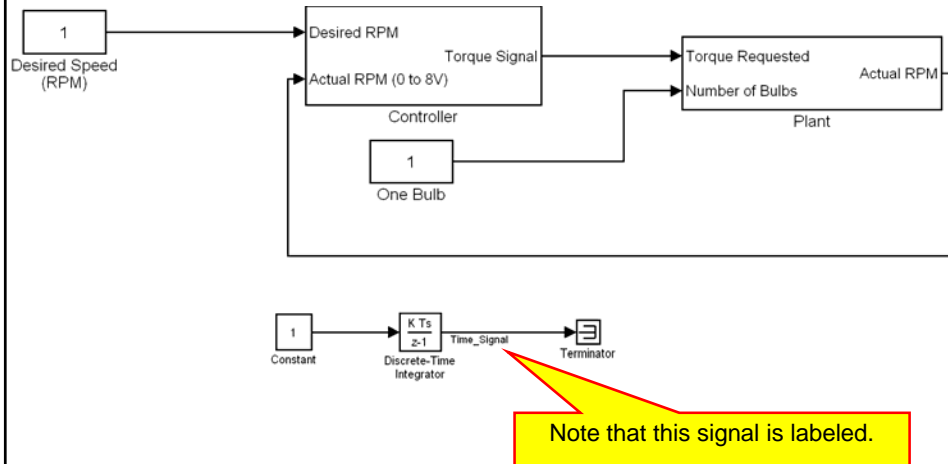 1
Desired Speed
(RPM)
Desired RPM
Actual RPM (0 to 8V)
Torque Signal
Controller
Torque Requested
Number of Bulbs
Actual RPM
Plant
1
One Bulb
1
Constant
K Ts
z-1
Discrete-Time
Integrator
Time_Signal
Terminator
Note that this signal is labeled.